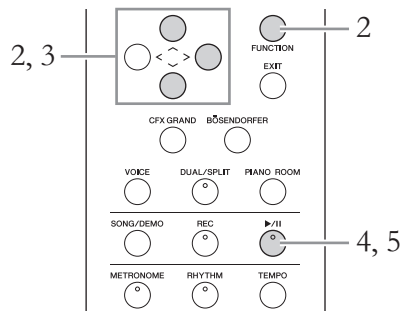 2
2, 3
< >
FUNCTION
EXIT
CFX GRAND BÖSENDORFER
VOICE DUAL/SPLIT PIANO ROOM
SONG/DEMO REC ▶/II
4, 5
METRONOME RHYTHM TEMPO